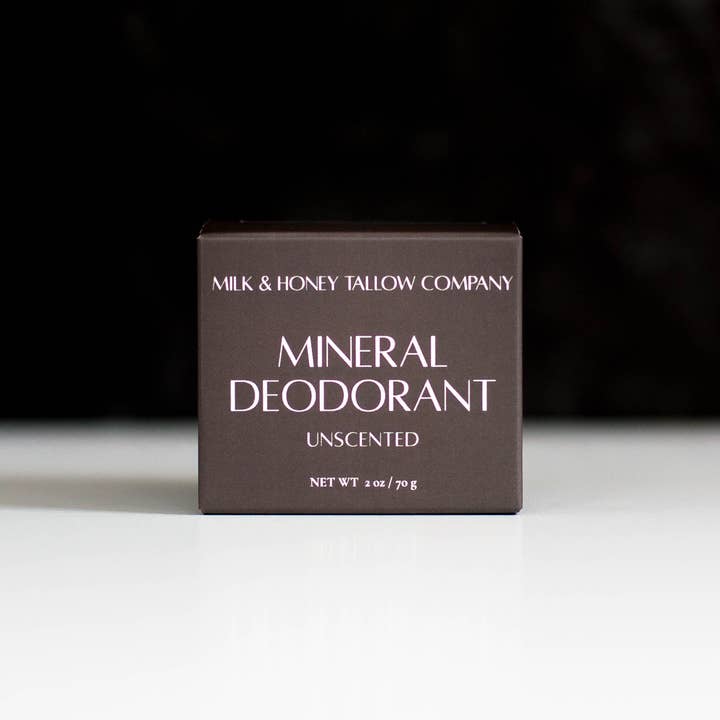 MILK & HONEY TALLOW COMPANY
MINERAL
DEODORANT
UNSCENTED
NET WT 2 oz / 70 g